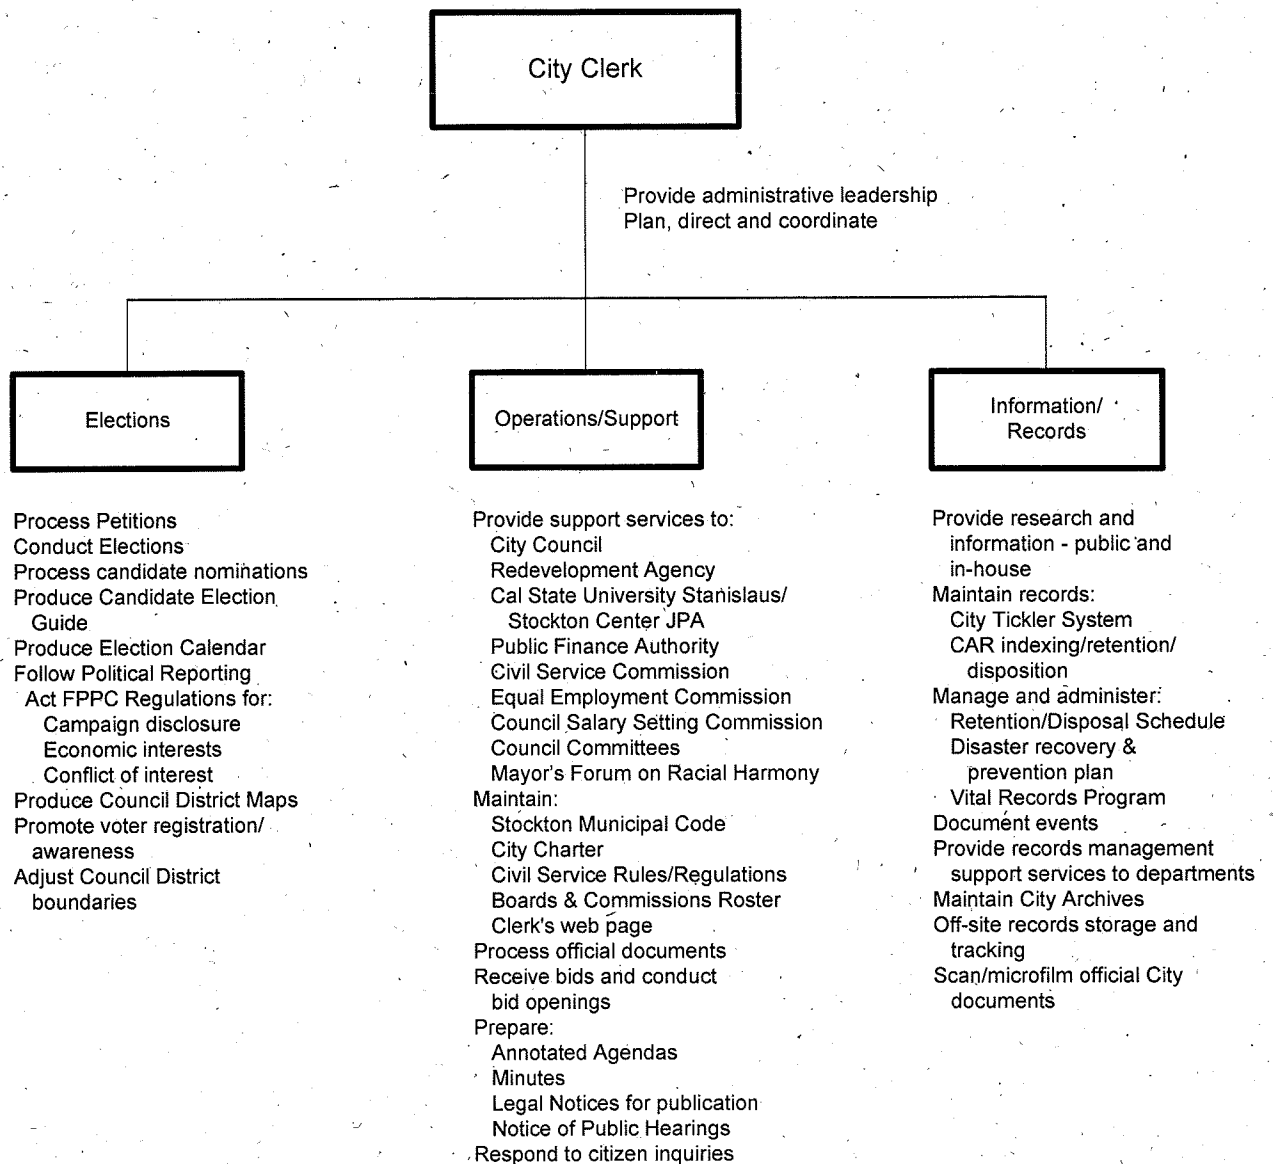 City Clerk
Provide administrative leadership
Plan, direct and coordinate
Elections
Process Petitions
Conduct Elections
Process candidate nominations
Produce Candidate Election
Guide
Produce Election Calendar
Follow Political Reporting
Act FPPC Regulations for:
Campaign disclosure
Economic interests
Conflict of interest
Produce Council District Maps
Promote voter registration/
awareness
Adjust Council District
boundaries
Operations/Support
Provide support services to:
City Council
Redevelopment Agency
Cal State University Stanislaus/
Stockton Center JPA
Public Finance Authority
Civil Service Commission
Equal Employment Commission
Council Salary Setting Commission
Council Committees
Mayor's Forum on Racial Harmony
Maintain:
Stockton Municipal Code
City Charter
Civil Service Rules/Regulations
Boards & Commissions Roster
Clerk's web page
Process official documents
Receive bids and conduct
bid openings
Prepare:
Annotated Agendas
Minutes
Legal Notices for publication
Notice of Public Hearings
Respond to citizen inquiries
Information/
Records
Provide research and
information - public and
in-house
Maintain records:
City Tickler System
CAR indexing/retention/
disposition
Manage and administer:
Retention/Disposal Schedule
Disaster recovery &
prevention plan
Vital Records Program
Document events
Provide records management
support services to departments
Maintain City Archives
Off-site records storage and
tracking
Scan/microfilm official City
documents